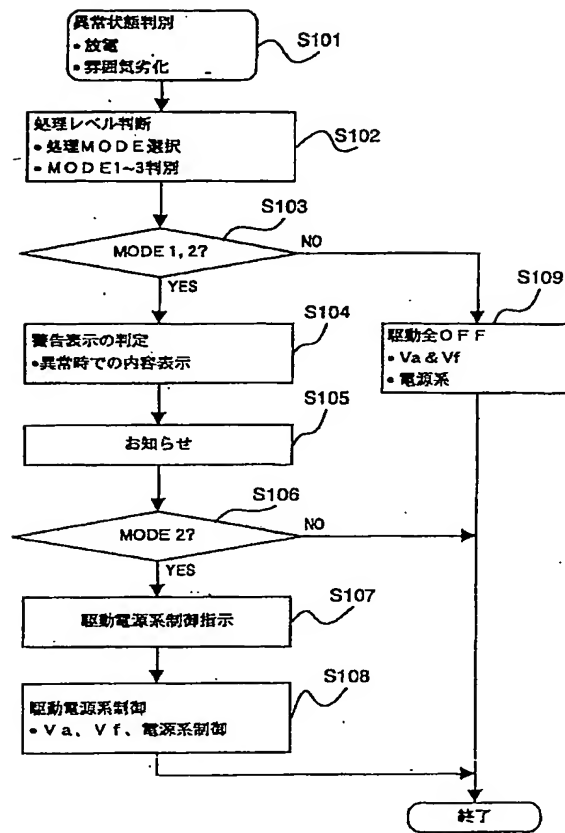 異常状態判別
•放電
•雰囲気劣化
S101
処理レベル判断
•処理MODE選択
•MODE1~3判別
S102
S103
MODE 1, 2?
NO
YES
S104
警告表示の判定
•異常時での内容表示
S109
駆動全OFF
•Va & Vf
•電源系
S105
お知らせ
S106
MODE 2?
NO
YES
S107
駆動電源系制御指示
S108
駆動電源系制御
•Va、Vf、電源系制御
終了